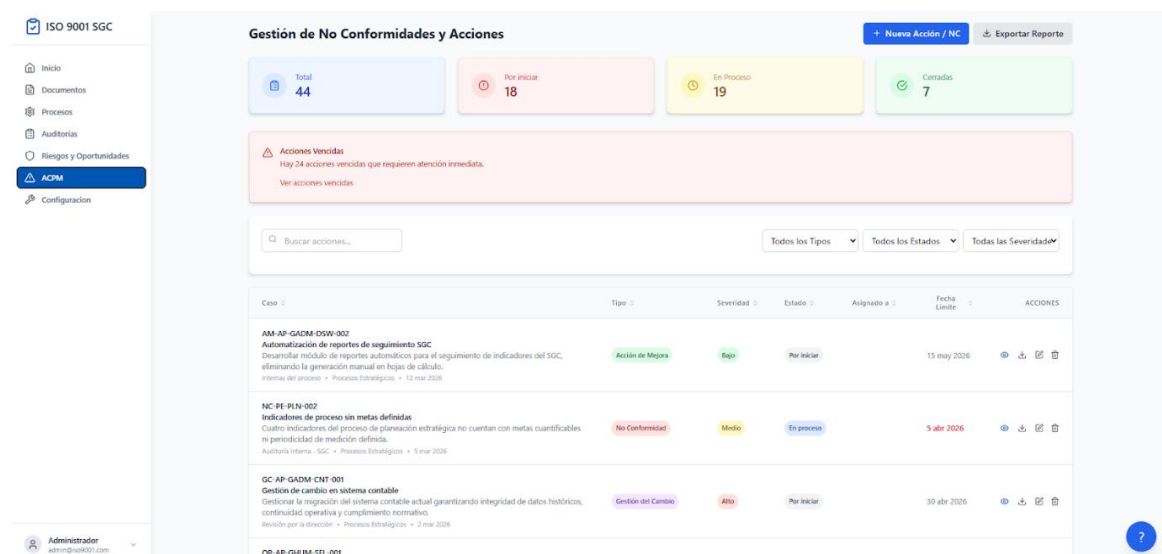 ISO 9001 SGC
Inicio
Documentos
Procesos
Auditorías
Riesgos y Oportunidades
ACPM
Configuracion
Administrador
admin@iso9001.com
Gestión de No Conformidades y Acciones
+ Nueva Acción / NC
Exportar Reporte
Total
44
Por iniciar
18
En Proceso
19
Cerradas
7
Acciones Vencidas
Hay 24 acciones vencidas que requieren atención inmediata.
Ver acciones vencidas
Buscar acciones...
Todos los Tipos
Todos los Estados
Todas las Severidade
Caso
Tipo
Severidad
Estado
Asignado a
Fecha
Límite
ACCIONES
AM-AP-GADM-DSW-002
Automatización de reportes de seguimiento SGC
Desarrollar módulo de reportes automáticos para el seguimiento de indicadores del SGC,
eliminando la generación manual en hojas de cálculo.
Internas del proceso • Procesos Estratégicos • 12 mar 2026
Acción de Mejora
Bajo
Por iniciar
15 may 2026
NC-PE-PLN-002
Indicadores de proceso sin metas definidas
Cuatro indicadores del proceso de planeación estratégica no cuentan con metas cuantificables
ni periodicidad de medición definida.
Auditoría Interna - SGC • Procesos Estratégicos • 5 mar 2026
No Conformidad
Medio
En proceso
5 abr 2026
GC-AP-GADM-CNT-001
Gestión de cambio en sistema contable
Gestionar la migración del sistema contable actual garantizando integridad de datos históricos,
continuidad operativa y cumplimiento normativo.
Revisión por la dirección • Procesos Estratégicos • 2 mar 2026
Gestión del Cambio
Alto
Por iniciar
30 abr 2026
OP-AP-GHUM-SEL-001
?